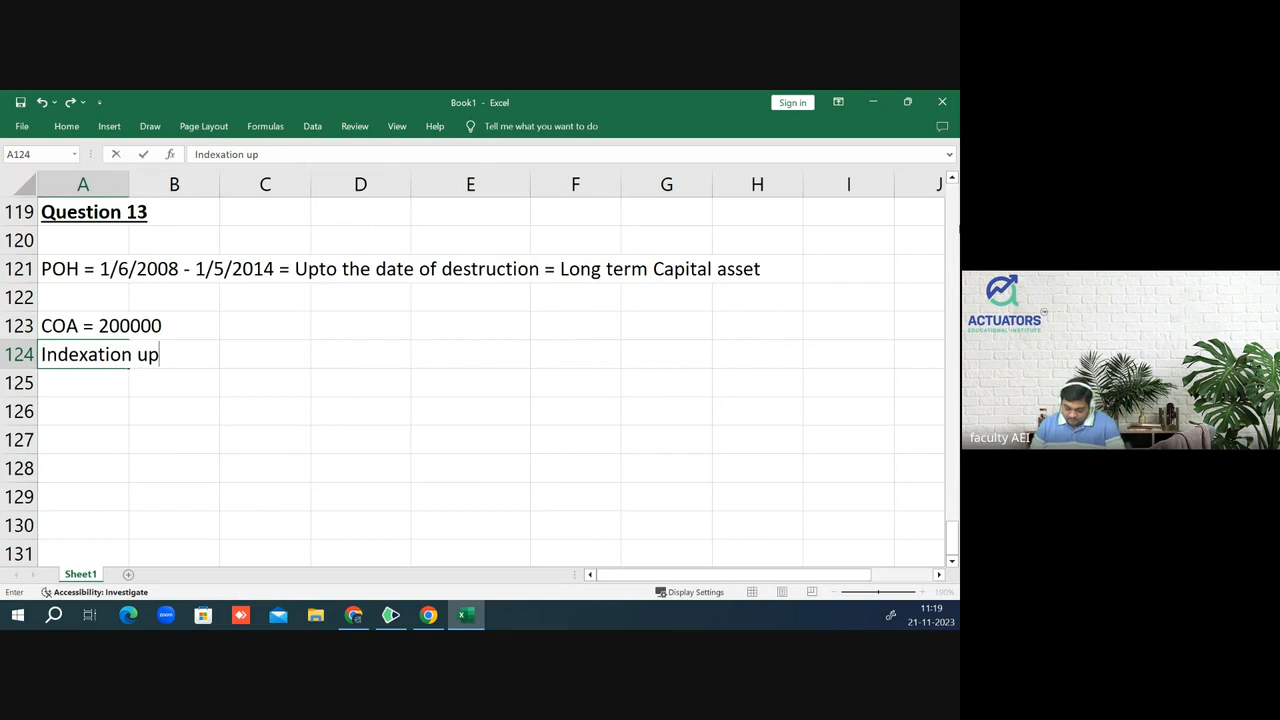 Book1 - Excel
Sign in
File Home Insert Draw Page Layout Formulas Data Review View Help Tell me what you want to do
A124 fx Indexation up
A B C D E F G H I J
119 Question 13
120
121 POH = 1/6/2008 - 1/5/2014 = Upto the date of destruction = Long term Capital asset
122
123 COA = 200000
124 Indexation up
125
126
127
128
129
130
131
Sheet1
Enter Accessibility: Investigate Display Settings 190%
zoom
11:19
21-11-2023
ACTUATORS
EDUCATIONAL INSTITUTE
faculty AEI